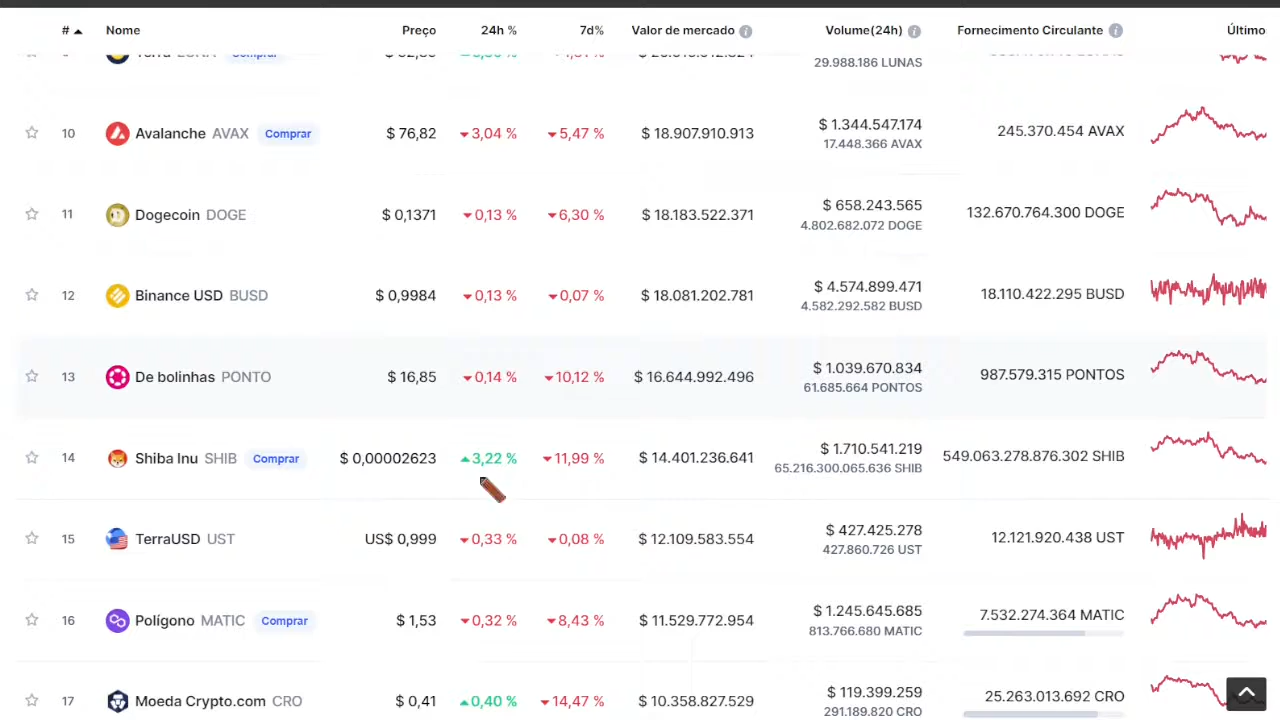 # Nome Preço 24h % 7d% Valor de mercado Volume(24h) Fornecimento Circulante Último
Comprar
29.988.186 LUNAS
10 Avalanche AVAX Comprar $ 76,82 3,04 % 5,47 % $ 18.907.910.913 $ 1.344.547.174 245.370.454 AVAX
17.448.366 AVAX
11 Dogecoin DOGE $ 0,1371 0,13 % 6,30 % $ 18.183.522.371 $ 658.243.565 132.670.764.300 DOGE
4.802.682.072 DOGE
12 Binance USD BUSD $ 0,9984 0,13 % 0,07 % $ 18.081.202.781 $ 4.574.899.471 18.110.422.295 BUSD
4.582.292.582 BUSD
13 De bolinhas PONTO $ 16,85 0,14 % 10,12 % $ 16.644.992.496 $ 1.039.670.834 987.579.315 PONTOS
61.685.664 PONTOS
14 Shiba Inu SHIB Comprar $ 0,00002623 3,22 % 11,99 % $ 14.401.236.641 $ 1.710.541.219 549.063.278.876.302 SHIB
65.216.300.065.636 SHIB
15 TerraUSD UST US$ 0,999 0,33 % 0,08 % $ 12.109.583.554 $ 427.425.278 12.121.920.438 UST
427.860.726 UST
16 Polígono MATIC Comprar $ 1,53 0,32 % 8,43 % $ 11.529.772.954 $ 1.245.645.685 7.532.274.364 MATIC
813.766.680 MATIC
17 Moeda Crypto.com CRO $ 0,41 0,40 % 14,47 % $ 10.358.827.529 $ 119.399.259 25.263.013.692 CRO
291.189.820 CRO